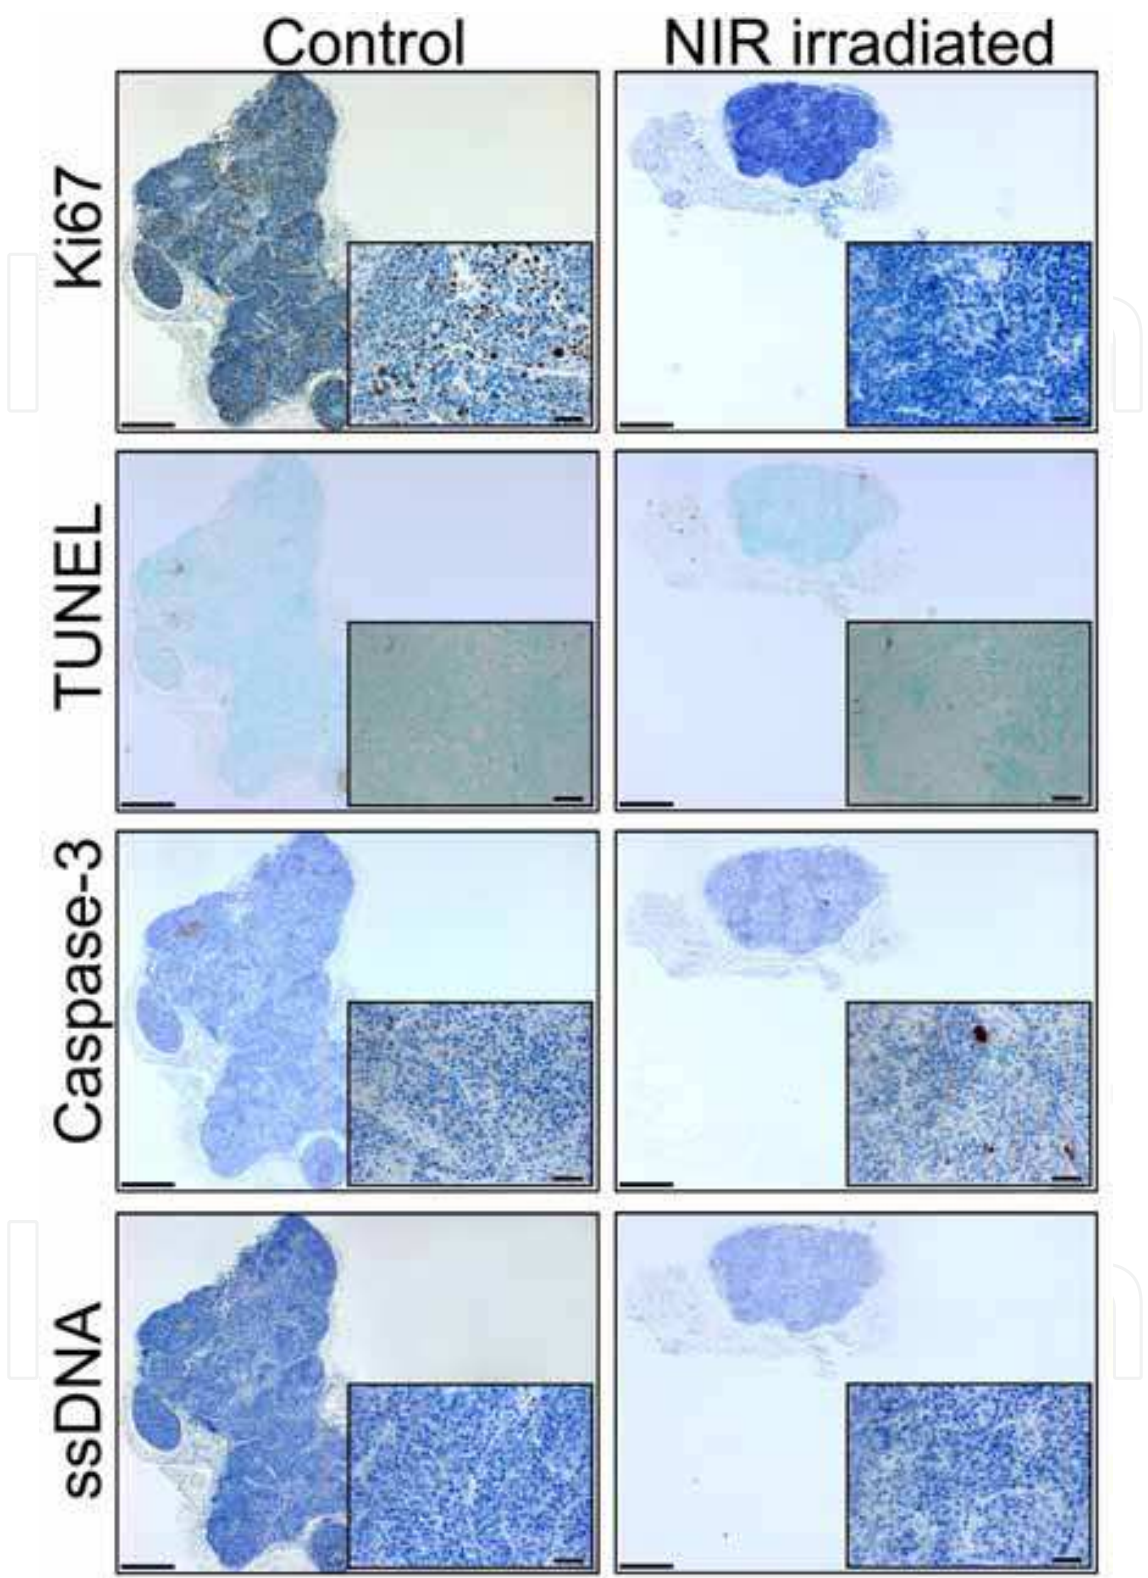 Control
NIR irradiated
Ki67
TUNEL
Caspase-3
ssDNA